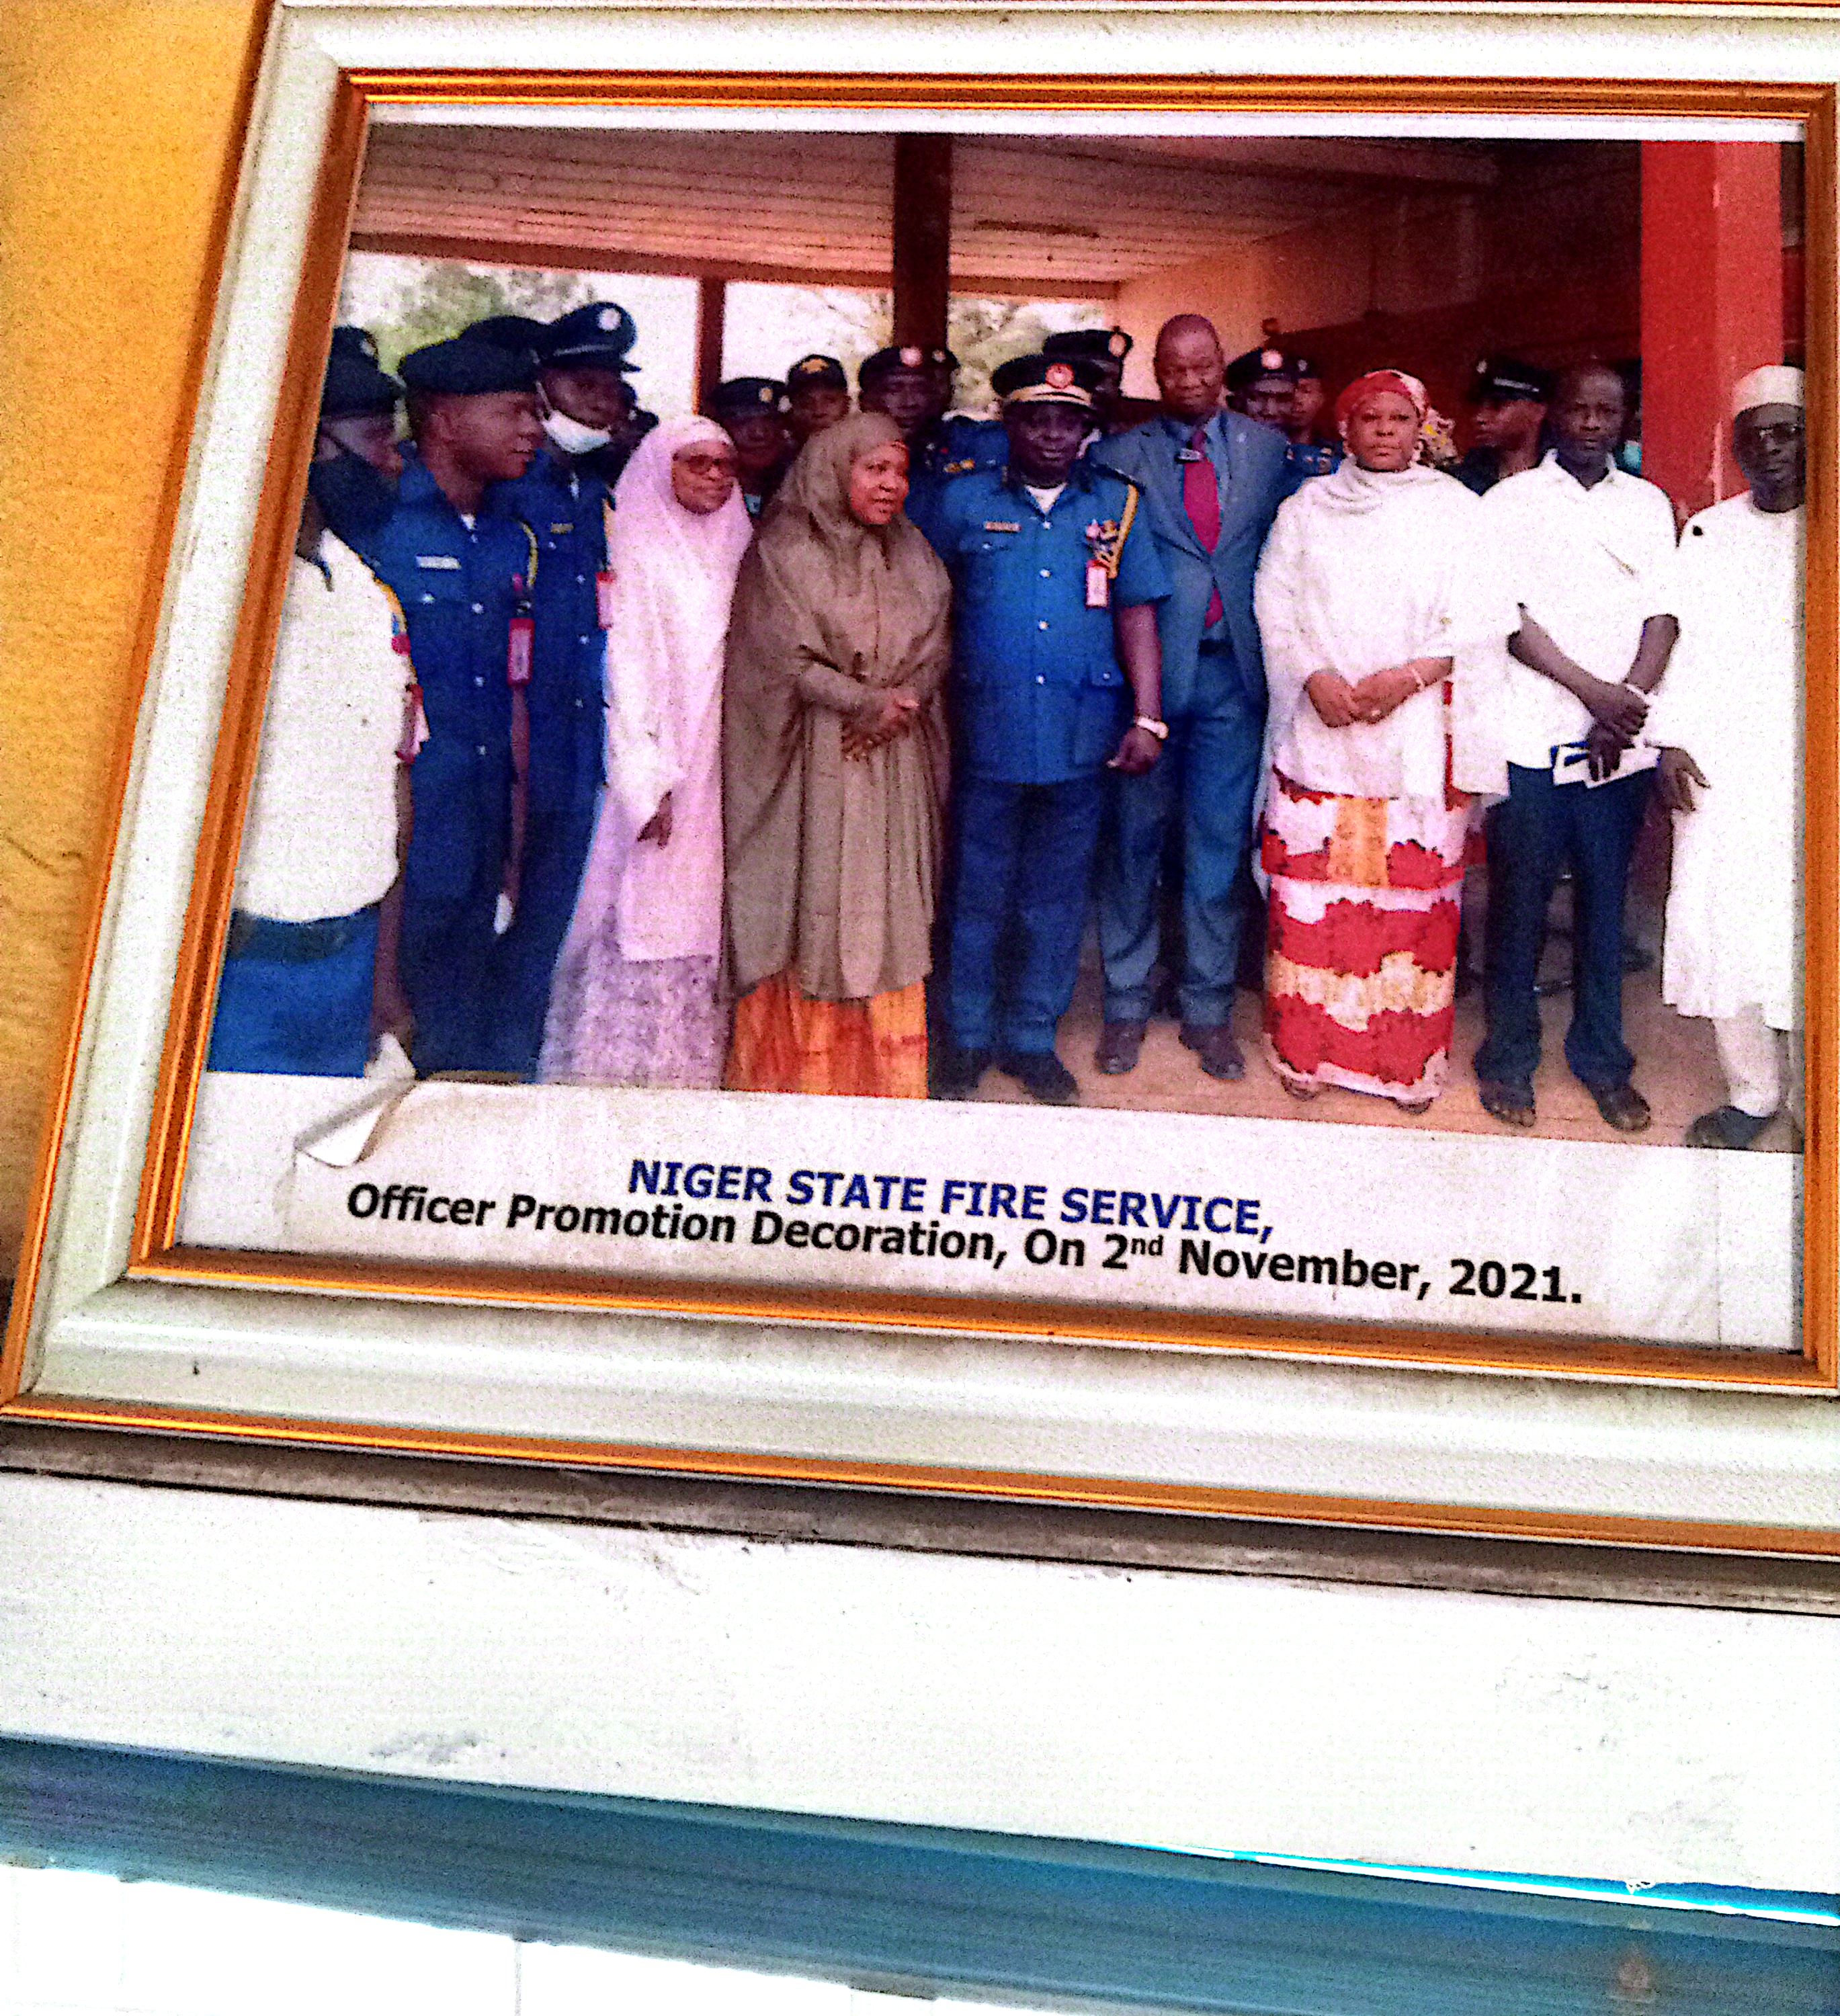 NIGER STATE FIRE SERVICE,
Officer Promotion Decoration, On 2nd November, 2021.